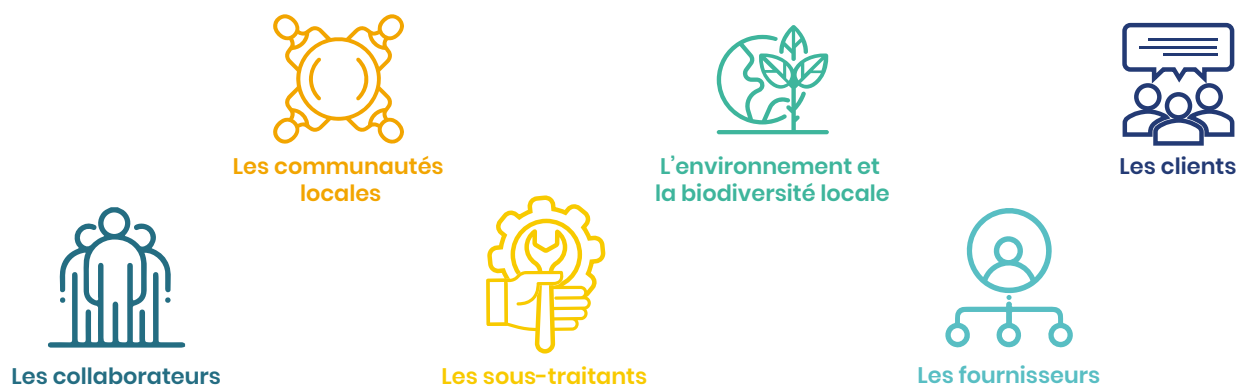 Les communautés
locales
L'environnement et
la biodiversité locale
Les clients
Les collaborateurs
Les sous-traitants
Les fournisseurs